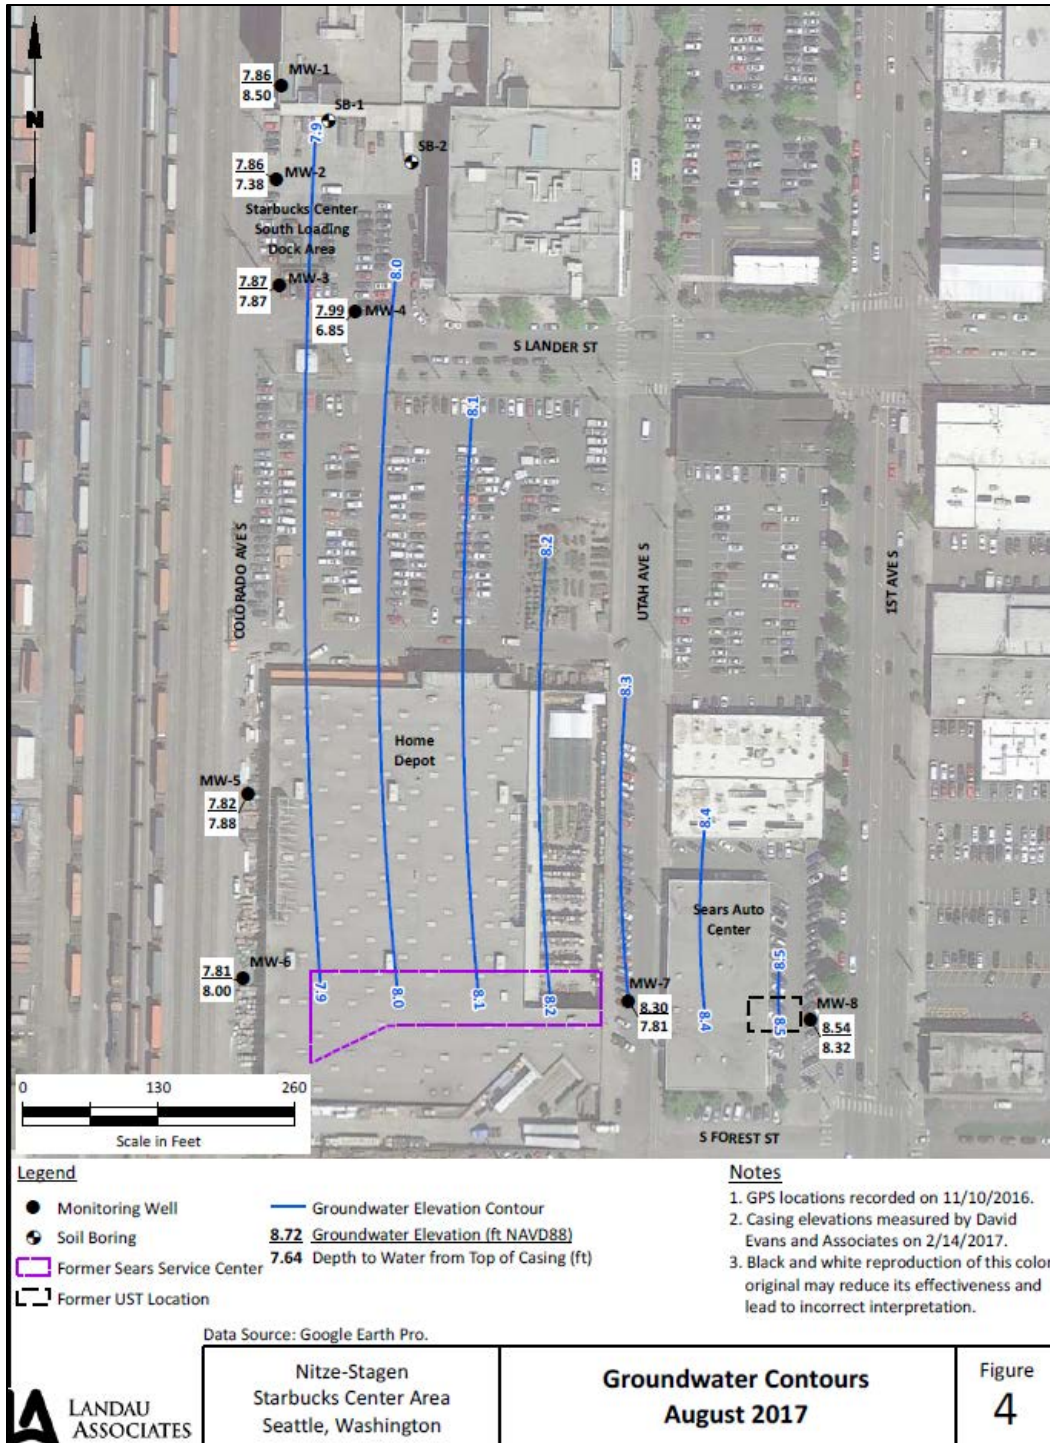 N
7.86
8.50
MW-1
SB-1
7.9
SB-2
7.86
7.38
MW-2
Starbucks Center
South Loading
Dock Area
8.0
7.87
7.87
MW-3
7.99
6.85
MW-4
S LANDER ST
8.1
8.2
COLORADO AVE S
UTAH AVE S
1ST AVE S
8.3
Home
Depot
MW-5
7.82
7.88
8.4
Sears Auto
Center
7.81
8.00
MW-6
8.5
7.9
8.0
8.1
8.2
MW-7
8.30
7.81
8.4
8.5
MW-8
8.54
8.32
0 130 260
Scale in Feet
S FOREST ST
Legend
Monitoring Well
Soil Boring
Former Sears Service Center
Former UST Location
Groundwater Elevation Contour
8.72 Groundwater Elevation (ft NAVD88)
7.64 Depth to Water from Top of Casing (ft)
Notes
1. GPS locations recorded on 11/10/2016.
2. Casing elevations measured by David
Evans and Associates on 2/14/2017.
3. Black and white reproduction of this color
original may reduce its effectiveness and
lead to incorrect interpretation.
Data Source: Google Earth Pro.
LANDAU
ASSOCIATES
Nitze-Stagen
Starbucks Center Area
Seattle, Washington
Groundwater Contours
August 2017
Figure
4